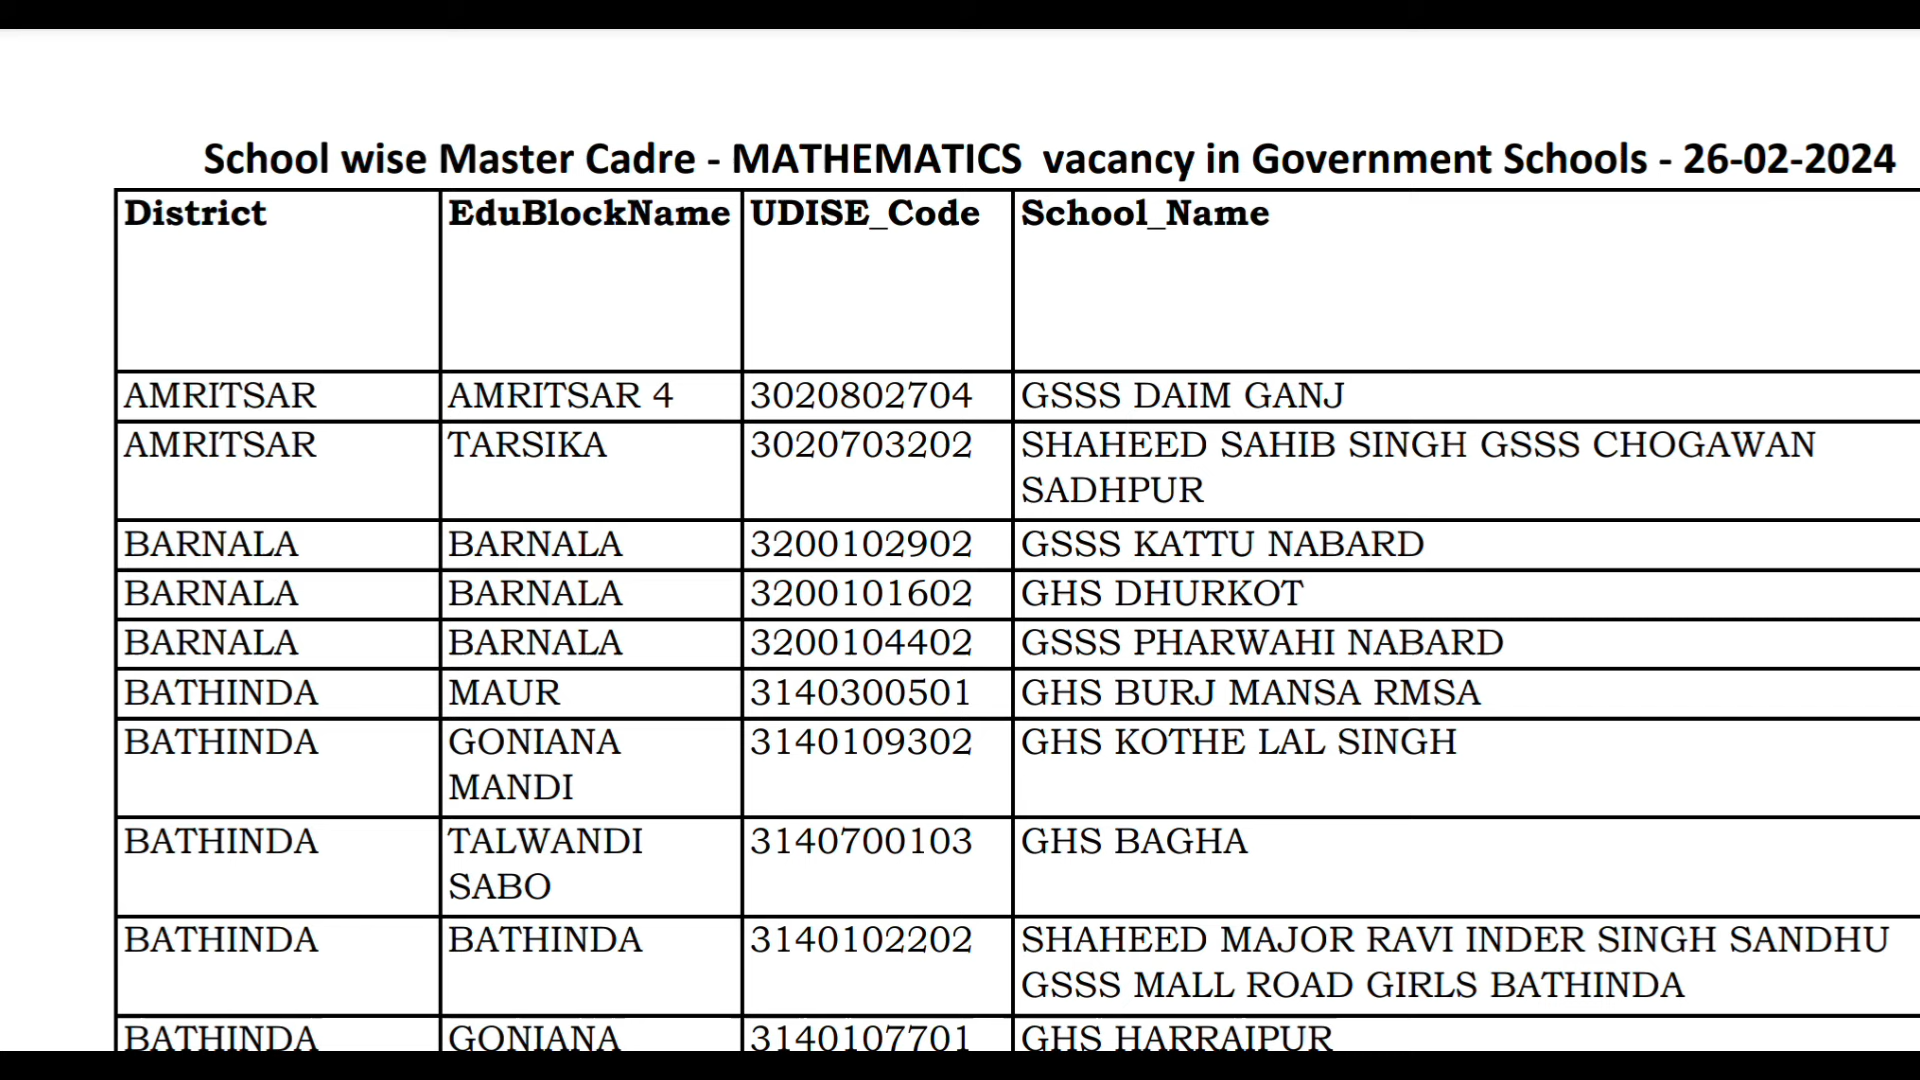 School wise Master Cadre - MATHEMATICS vacancy in Government Schools - 26-02-2024
District EduBlockName UDISE_Code School_Name
AMRITSAR AMRITSAR 4 3020802704 GSSS DAIM GANJ
AMRITSAR TARSIKA 3020703202 SHAHEED SAHIB SINGH GSSS CHOGAWAN
SADHPUR
BARNALA BARNALA 3200102902 GSSS KATTU NABARD
BARNALA BARNALA 3200101602 GHS DHURKOT
BARNALA BARNALA 3200104402 GSSS PHARWAHI NABARD
BATHINDA MAUR 3140300501 GHS BURJ MANSA RMSA
BATHINDA GONIANA 3140109302 GHS KOTHE LAL SINGH
MANDI
BATHINDA TALWANDI 3140700103 GHS BAGHA
SABO
BATHINDA BATHINDA 3140102202 SHAHEED MAJOR RAVI INDER SINGH SANDHU
GSSS MALL ROAD GIRLS BATHINDA
BATHINDA GONIANA 3140107701 GHS HARRAIPUR